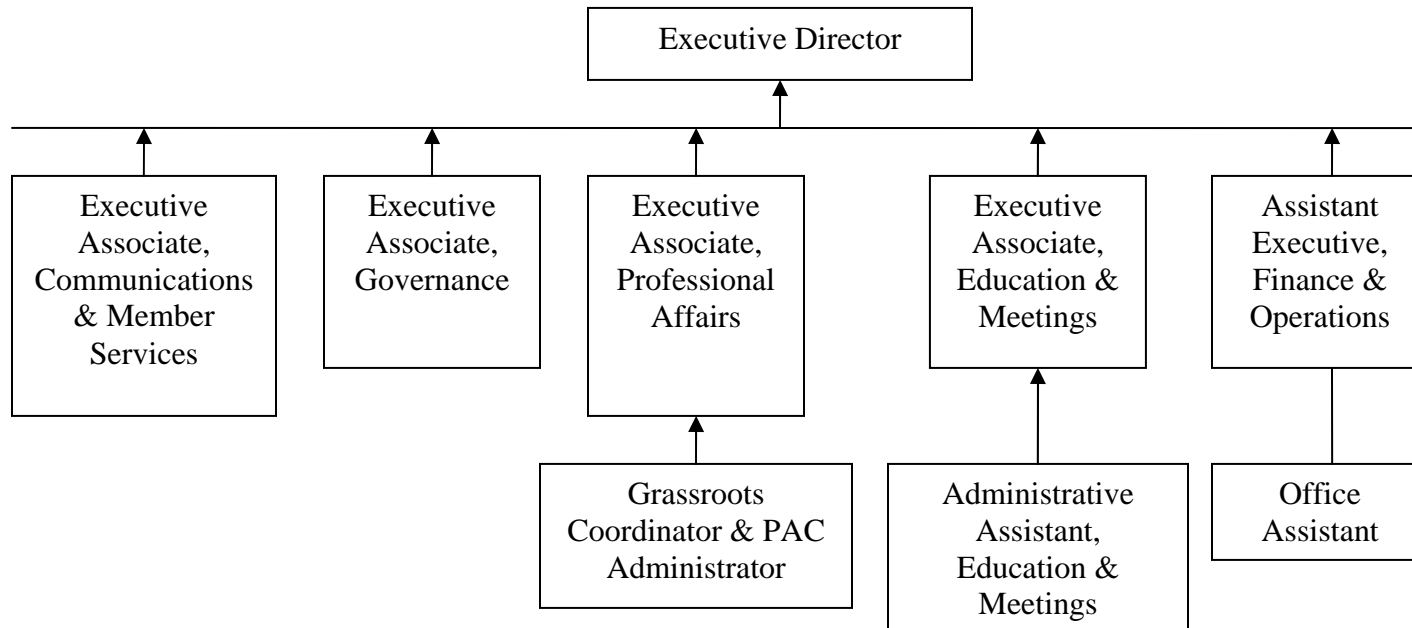 Executive Director
Executive
Associate,
Communications
& Member
Services
Executive
Associate,
Governance
Executive
Associate,
Professional
Affairs
Executive
Associate,
Education &
Meetings
Assistant
Executive,
Finance &
Operations
Grassroots
Coordinator & PAC
Administrator
Administrative
Assistant,
Education &
Meetings
Office
Assistant